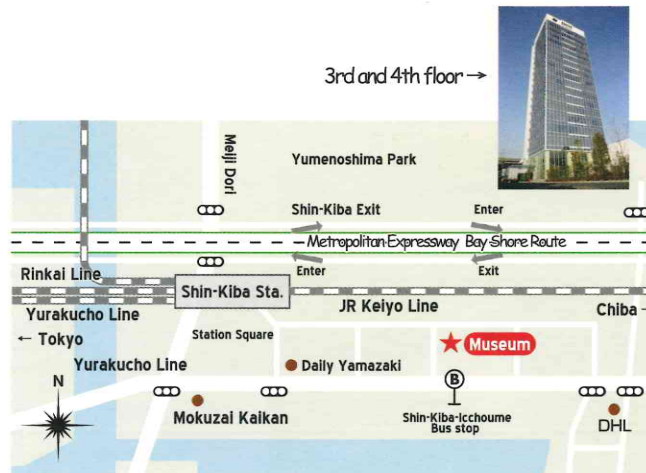 3rd and 4th floor →
Meiji Dori
Yumenoshima Park
Shin-Kiba Exit
Enter
Metropolitan Expressway Bay Shore Route
Enter
Exit
Rinkai Line
Shin-Kiba Sta.
JR Keiyo Line
Chiba
Yurakucho Line
← Tokyo
Station Square
Museum
Yurakucho Line
Daily Yamazaki
B
N
Mokuzai Kaikan
Shin-Kiba-Icchoume
Bus stop
DHL